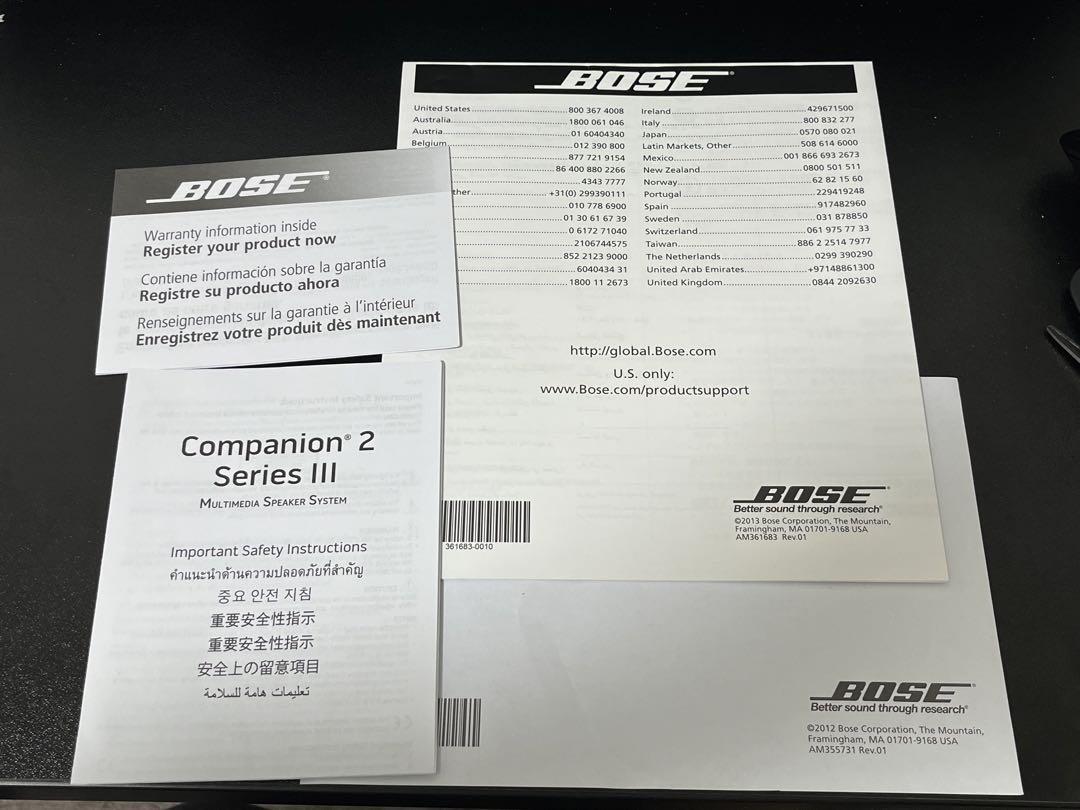 BOSE®
United States 800 367 4008
Australia 1800 061 046
Austria 01 60404340
Belgium 012 390 800
877 721 9154
86 400 880 2266
4343 7777
ther +31(0) 299390111
010 778 6900
01 30 61 67 39
0 6172 71040
2106744575
852 2123 9000
6040434 31
1800 11 2673
Ireland 429671500
Italy 800 832 277
Japan 0570 080 021
Latin Markets, Other 508 614 6000
Mexico 001 866 693 2673
New Zealand 0800 501 511
Norway 62 82 15 60
Portugal 229419248
Spain 917482960
Sweden 031 878850
Switzerland 061 975 77 33
Taiwan 886 2 2514 7977
The Netherlands 0299 390290
United Arab Emirates +97148861300
United Kingdom 0844 2092630
http://global.Bose.com
U.S. only:
www.Bose.com/productsupport
361683-0010
BOSE®
Better sound through research®
©2013 Bose Corporation, The Mountain,
Framingham, MA 01701-9168 USA
AM361683 Rev.01
BOSE®
Warranty information inside
Register your product now
Contiene información sobre la garantía
Registre su producto ahora
Renseignements sur la garantie à l'intérieur
Enregistrez votre produit dès maintenant
Companion® 2
Series III
MULTIMEDIA SPEAKER SYSTEM
Important Safety Instructions
คำแนะนำด้านความปลอดภัยที่สำคัญ
중요 안전 지침
重要安全性指示
重要安全性指示
安全上の留意項目
تعليمات هامة للسلامة
BOSE®
Better sound through research®
©2012 Bose Corporation, The Mountain,
Framingham, MA 01701-9168 USA
AM355731 Rev.01